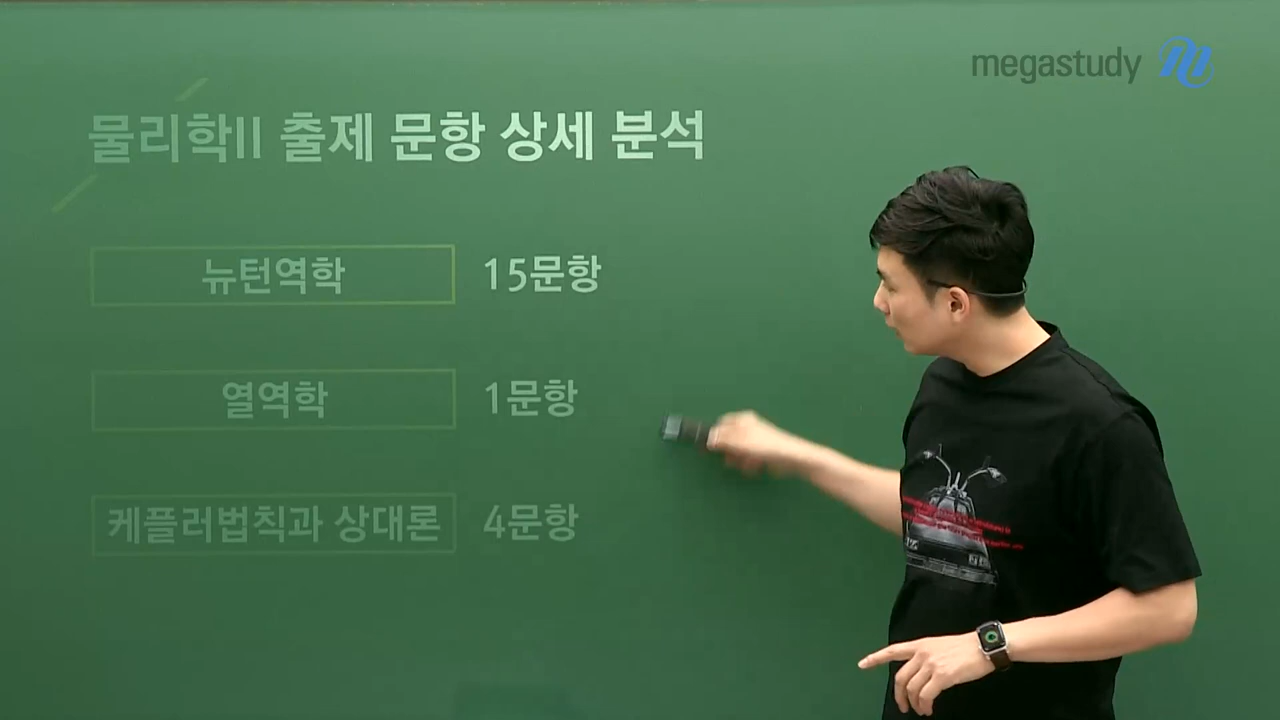 megastudy
물리학II 출제 문항 상세 분석
뉴턴역학 15문항
열역학 1문항
케플러법칙과 상대론 4문항